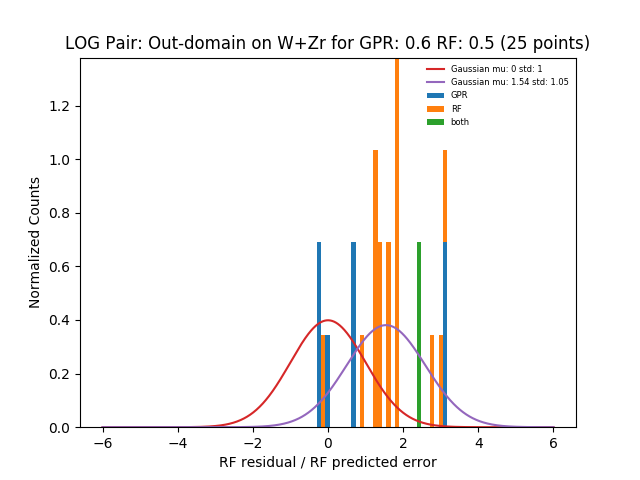 LOG Pair: Out-domain on W+Zr for GPR: 0.6 RF: 0.5 (25 points)
Gaussian mu: 0 std: 1
Gaussian mu: 1.54 std: 1.05
GPR
RF
both
Normalized Counts
1.2
1.0
0.8
0.6
0.4
0.2
0.0
−6 −4 −2 0 2 4 6
RF residual / RF predicted error